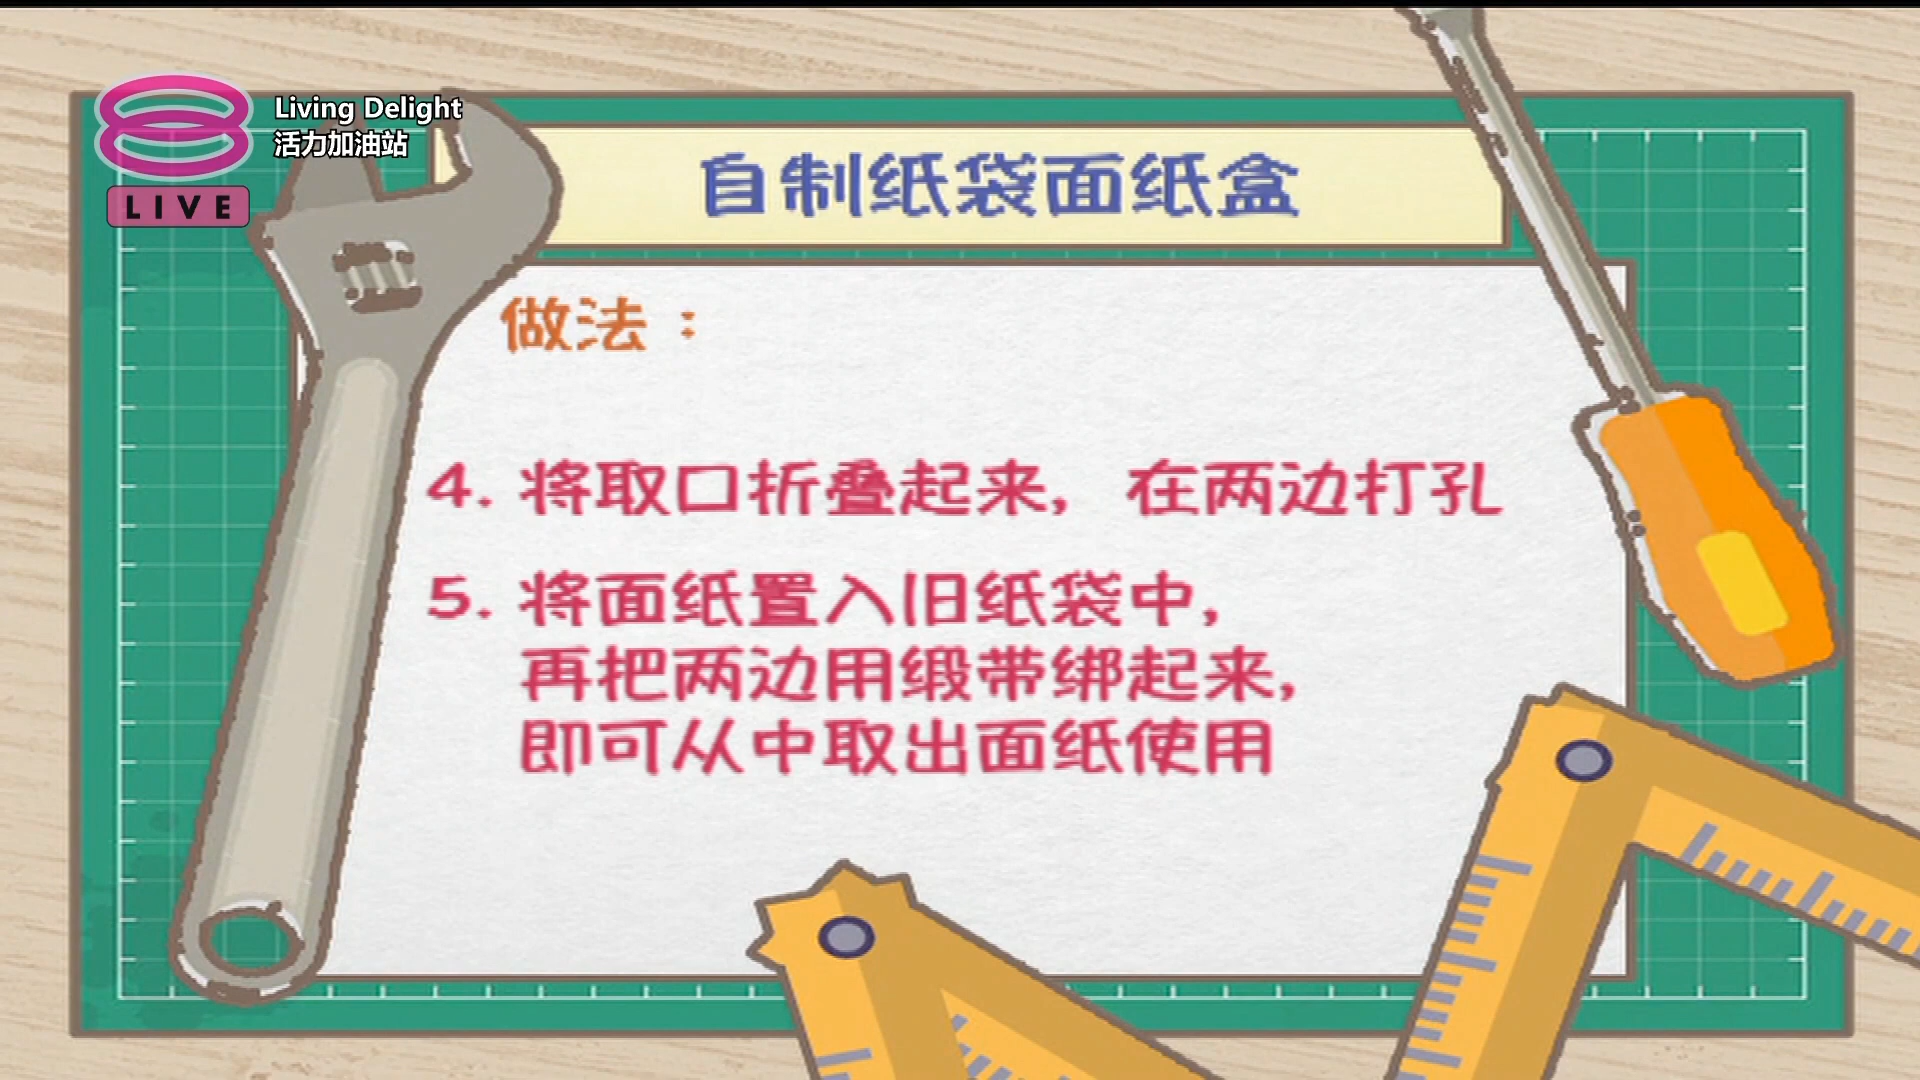 Living Delight
活力加油站
LIVE
自制纸袋面纸盒
做法：
4. 将取口折叠起来，在两边打孔
5. 将面纸置入旧纸袋中，
再把两边用缎带绑起来，
即可从中取出面纸使用